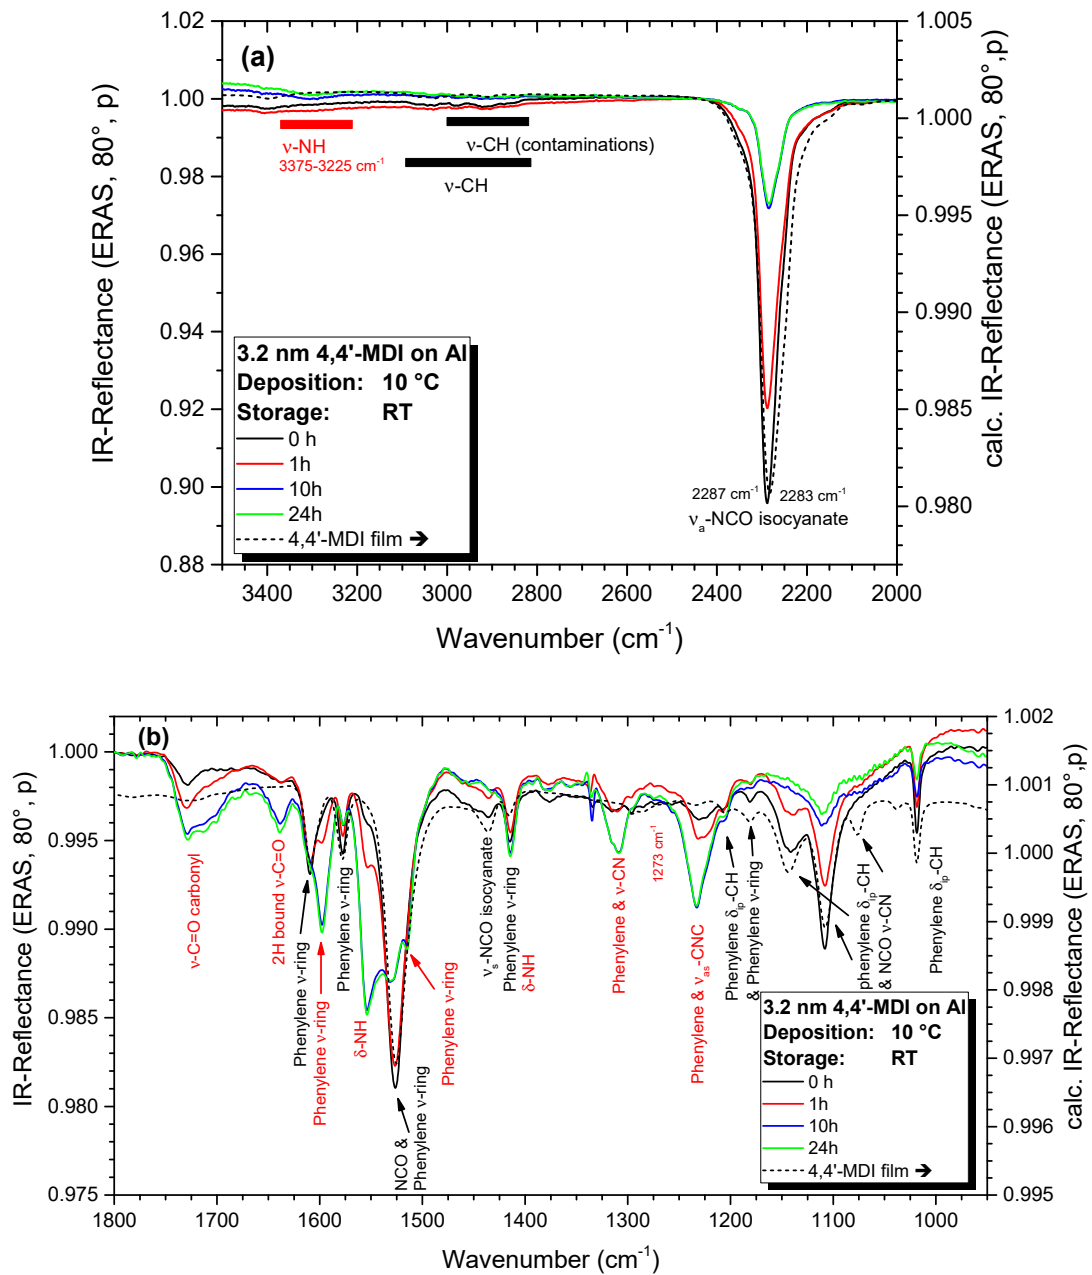 (a)
1.02
1.00
0.98
0.96
0.94
0.92
0.90
0.88
IR-Reflectance (ERAS, 80°, p)
1.005
1.000
0.995
0.990
0.985
0.980
calc. IR-Reflectance (ERAS, 80°, p)
ν-NH
3375-3225 cm⁻¹
ν-CH (contaminations)
ν-CH
3.2 nm 4,4'-MDI on Al
Deposition: 10 °C
Storage: RT
0 h
1h
10h
24h
4,4'-MDI film ➔
2287 cm⁻¹ 2283 cm⁻¹
νₐ-NCO isocyanate
3400 3200 3000 2800 2600 2400 2200 2000
Wavenumber (cm⁻¹)
(b)
1.000
0.995
0.990
0.985
0.980
0.975
IR-Reflectance (ERAS, 80°, p)
1.002
1.001
1.000
0.999
0.998
0.997
0.996
0.995
calc. IR-Reflectance (ERAS, 80°,p)
ν-C=O carbonyl
2H bound ν-C=O
Phenylene ν-ring
Phenylene ν-ring
Phenylene ν-ring
δ-NH
NCO &
Phenylene ν-ring
Phenylene ν-ring
νₛ-NCO isocyanate
Phenylene ν-ring
δ-NH
Phenylene & ν-CN
1273 cm⁻¹
Phenylene & νₐₛ-CNC
Phenylene δᵢₚ-CH
& Phenylene ν-ring
phenylene δᵢₚ-CH
& NCO ν-CN
Phenylene δᵢₚ-CH
3.2 nm 4,4'-MDI on Al
Deposition: 10 °C
Storage: RT
0 h
1h
10h
24h
4,4'-MDI film ➔
1800 1700 1600 1500 1400 1300 1200 1100 1000
Wavenumber (cm⁻¹)